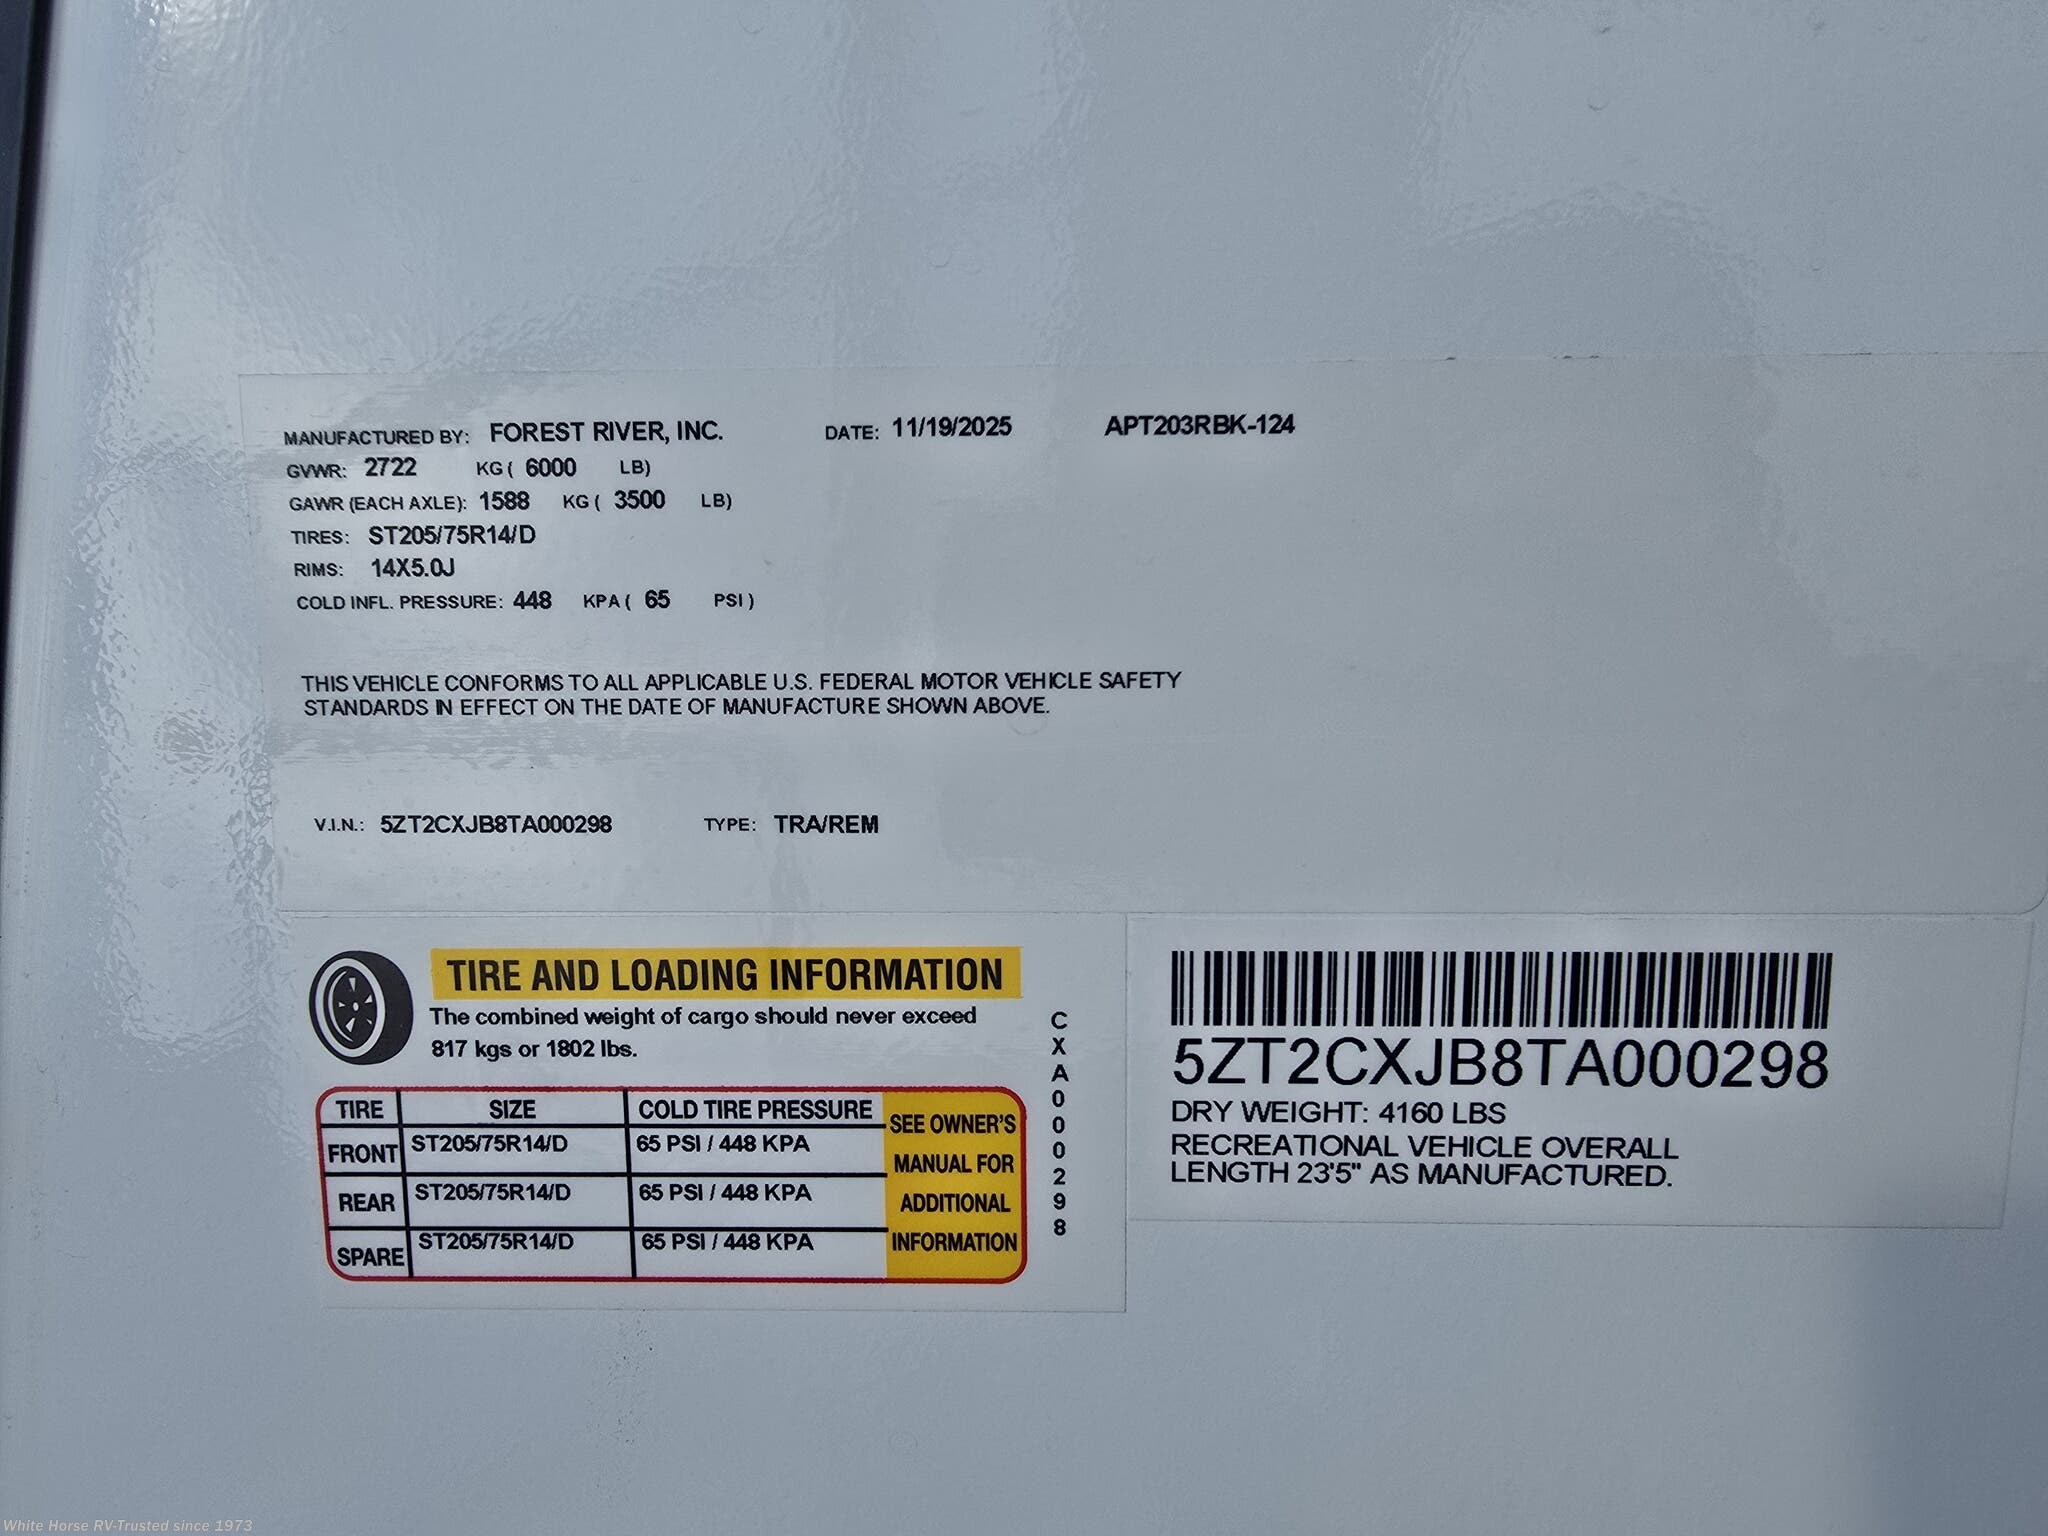 MANUFACTURED BY: FOREST RIVER, INC. DATE: 11/19/2025 APT203RBK-124
GVWR: 2722 KG ( 6000 LB)
GAWR (EACH AXLE): 1588 KG ( 3500 LB)
TIRES: ST205/75R14/D
RIMS: 14X5.0J
COLD INFL. PRESSURE: 448 KPA ( 65 PSI )
THIS VEHICLE CONFORMS TO ALL APPLICABLE U.S. FEDERAL MOTOR VEHICLE SAFETY
STANDARDS IN EFFECT ON THE DATE OF MANUFACTURE SHOWN ABOVE.
V.I.N.: 5ZT2CXJB8TA000298 TYPE: TRA/REM
TIRE AND LOADING INFORMATION
The combined weight of cargo should never exceed
817 kgs or 1802 lbs.
TIRE SIZE COLD TIRE PRESSURE
FRONT ST205/75R14/D 65 PSI / 448 KPA
REAR ST205/75R14/D 65 PSI / 448 KPA
SPARE ST205/75R14/D 65 PSI / 448 KPA
SEE OWNER'S
MANUAL FOR
ADDITIONAL
INFORMATION
CXA000298
5ZT2CXJB8TA000298
DRY WEIGHT: 4160 LBS
RECREATIONAL VEHICLE OVERALL
LENGTH 23'5" AS MANUFACTURED.
White Horse RV-Trusted since 1973